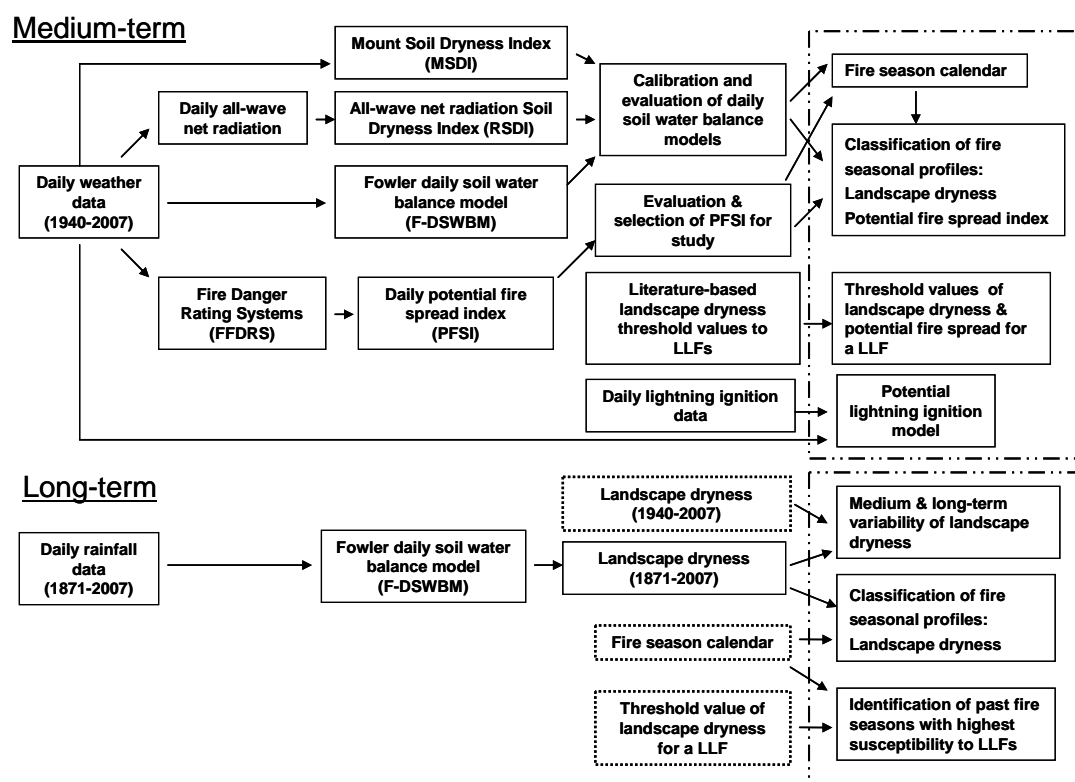 Medium-term
Mount Soil Dryness Index
(MSDI)
Daily all-wave
net radiation
All-wave net radiation Soil
Dryness Index (RSDI)
Calibration and
evaluation of daily
soil water balance
models
Fire season calendar
Classification of fire
seasonal profiles:
Landscape dryness
Potential fire spread index
Daily weather
data
(1940-2007)
Fowler daily soil water
balance model
(F-DSWBM)
Evaluation &
selection of PFSI for
study
Fire Danger
Rating Systems
(FFDRS)
Daily potential fire
spread index
(PFSI)
Literature-based
landscape dryness
threshold values to
LLFs
Threshold values of
landscape dryness &
potential fire spread for
a LLF
Daily lightning ignition
data
Potential
lightning ignition
model
Long-term
Landscape dryness
(1940-2007)
Medium & long-term
variability of landscape
dryness
Daily rainfall
data
(1871-2007)
Fowler daily soil water
balance model
(F-DSWBM)
Landscape dryness
(1871-2007)
Classification of fire
seasonal profiles:
Landscape dryness
Fire season calendar
Threshold value of
landscape dryness
for a LLF
Identification of past fire
seasons with highest
susceptibility to LLFs